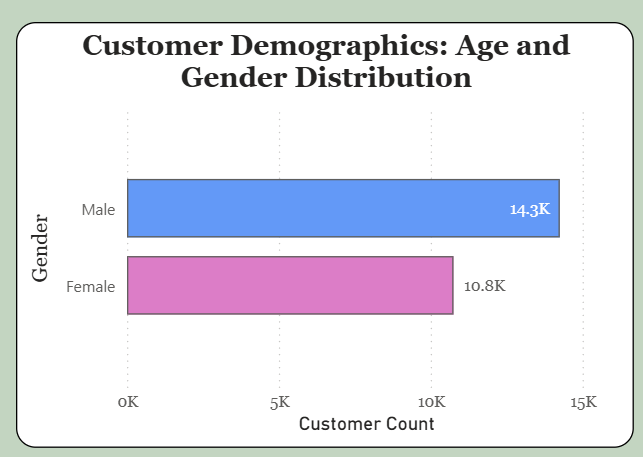 Customer Demographics: Age and
Gender Distribution
Gender
Male
14.3K
Female
10.8K
0K 5K 10K 15K
Customer Count